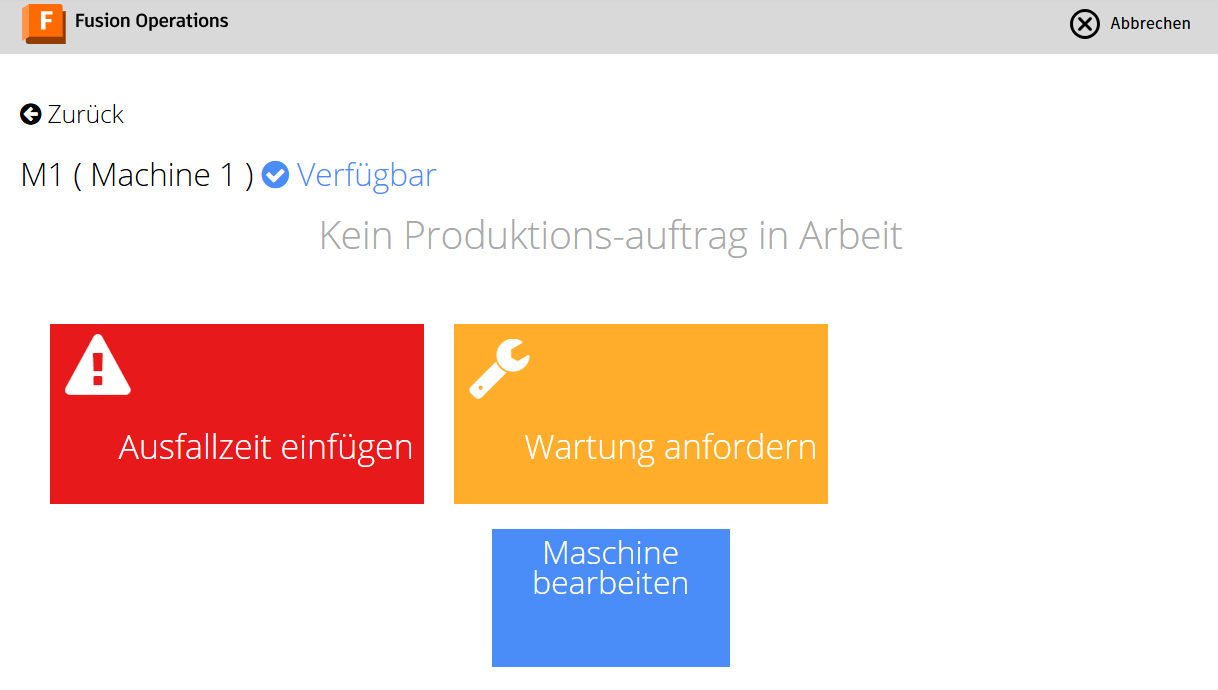 F Fusion Operations
Abbrechen
Zurück
M1 ( Machine 1 ) Verfügbar
Kein Produktions-auftrag in Arbeit
Ausfallzeit einfügen
Wartung anfordern
Maschine
bearbeiten